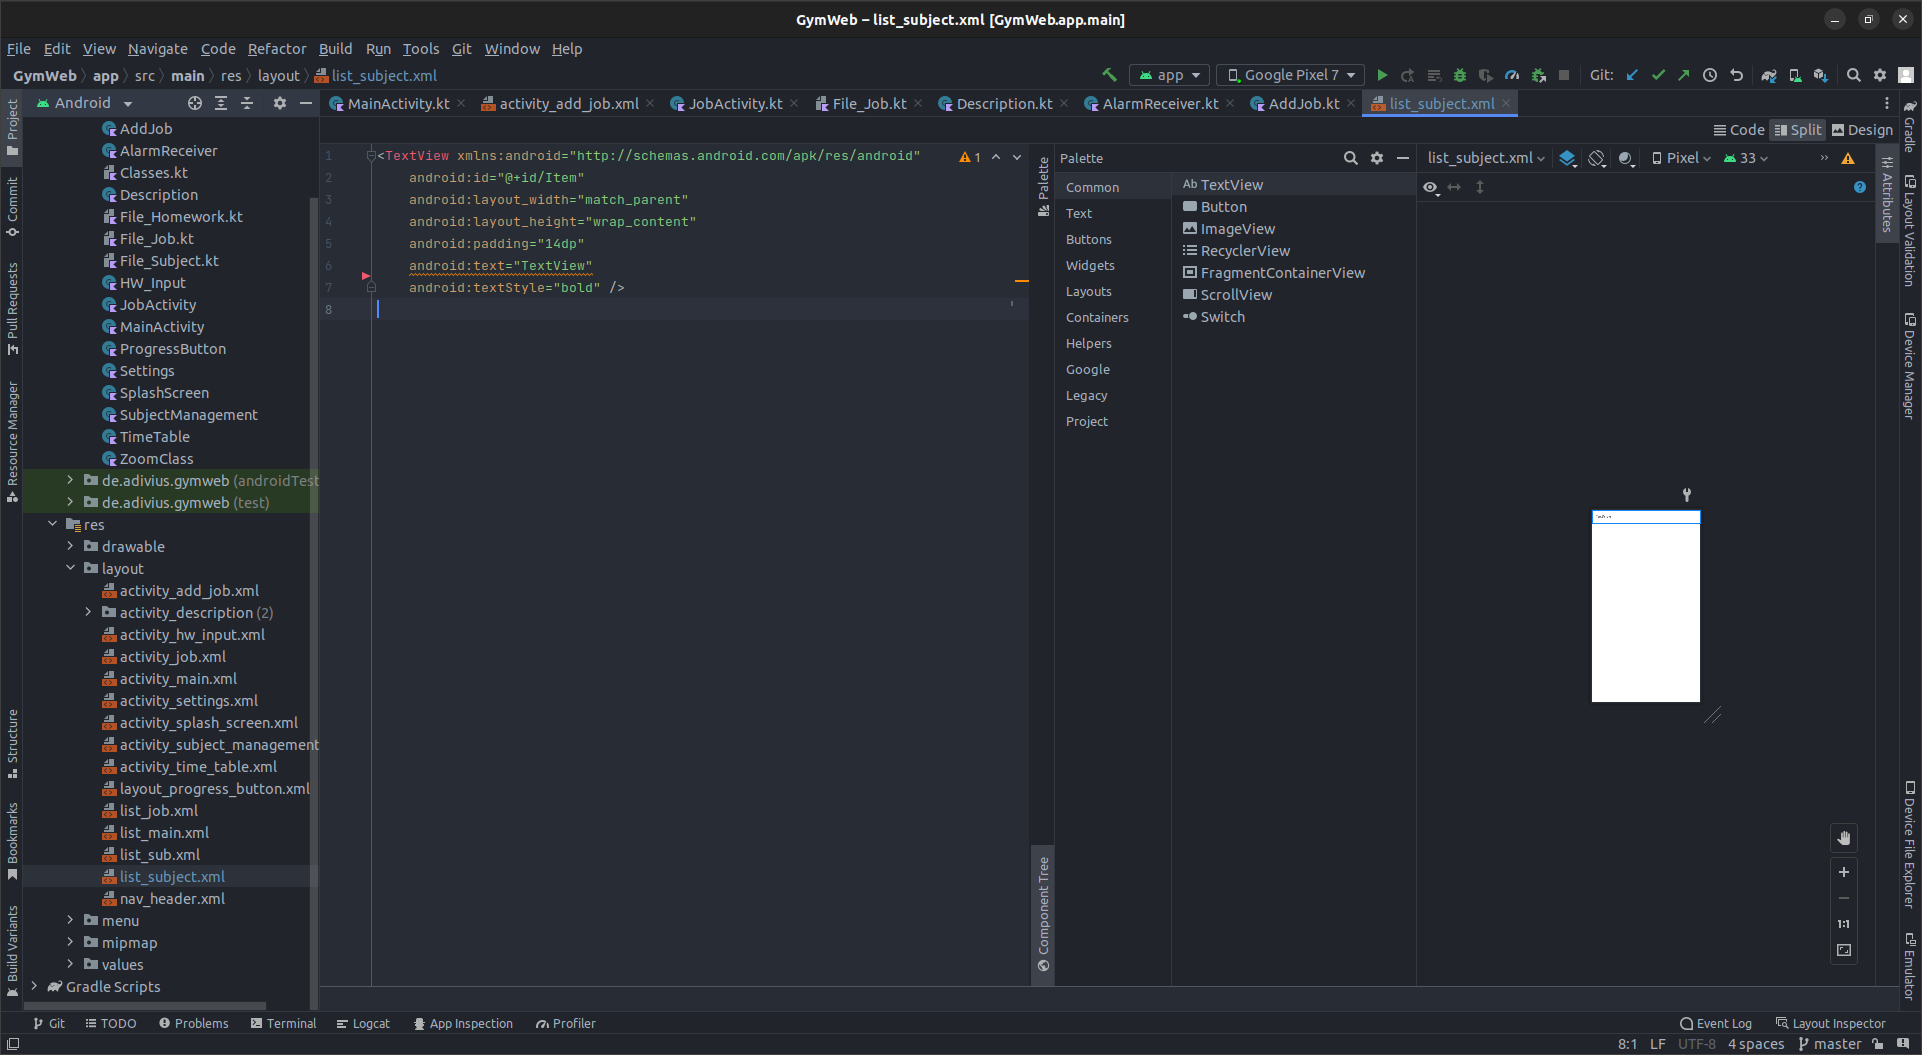 GymWeb – list_subject.xml [GymWeb.app.main]
File Edit View Navigate Code Refactor Build Run Tools Git Window Help
GymWeb app src main res layout list_subject.xml
app Google Pixel 7 Git:
Android
MainActivity.kt activity_add_job.xml JobActivity.kt File_Job.kt Description.kt AlarmReceiver.kt AddJob.kt list_subject.xml
Code Split Design
Project
Commit
Pull Requests
Resource Manager
Structure
Bookmarks
Build Variants
AddJob
AlarmReceiver
Classes.kt
Description
File_Homework.kt
File_Job.kt
File_Subject.kt
HW_Input
JobActivity
MainActivity
ProgressButton
Settings
SplashScreen
SubjectManagement
TimeTable
ZoomClass
de.adivius.gymweb (androidTest
de.adivius.gymweb (test)
res
drawable
layout
activity_add_job.xml
activity_description (2)
activity_hw_input.xml
activity_job.xml
activity_main.xml
activity_settings.xml
activity_splash_screen.xml
activity_subject_management
activity_time_table.xml
layout_progress_button.xml
list_job.xml
list_main.xml
list_sub.xml
list_subject.xml
nav_header.xml
menu
mipmap
values
Gradle Scripts
1 <TextView xmlns:android="http://schemas.android.com/apk/res/android" 1
2 android:id="@+id/Item"
3 android:layout_width="match_parent"
4 android:layout_height="wrap_content"
5 android:padding="14dp"
6 android:text="TextView"
7 android:textStyle="bold" />
8
Palette
Component Tree
Palette
Common
Text
Buttons
Widgets
Layouts
Containers
Helpers
Google
Legacy
Project
Ab TextView
Button
ImageView
RecyclerView
FragmentContainerView
ScrollView
Switch
list_subject.xml Pixel 33 »
?
1:1
Attributes
Gradle
Layout Validation
Device Manager
Device File Explorer
Emulator
Git TODO Problems Terminal Logcat App Inspection Profiler Event Log Layout Inspector
8:1 LF UTF-8 4 spaces master